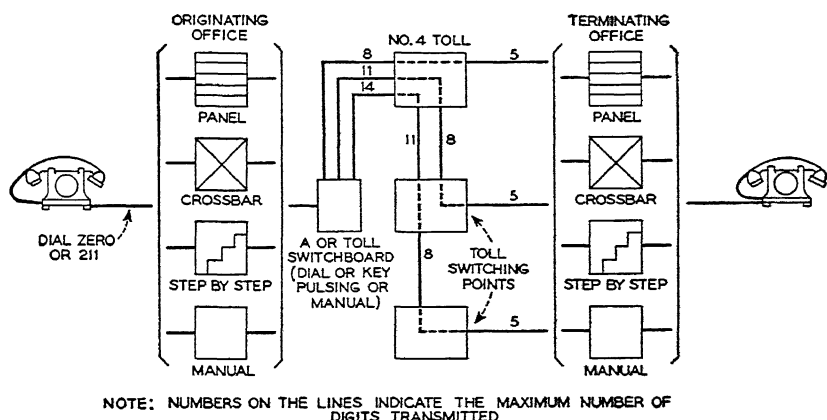 ORIGINATING
OFFICE
PANEL
CROSSBAR
STEP BY STEP
MANUAL
DIAL ZERO
OR 211
A OR TOLL
SWITCHBOARD
(DIAL OR KEY
PULSING OR
MANUAL)
NO. 4 TOLL
8
11
14
5
11
8
5
8
TOLL
SWITCHING
POINTS
5
TERMINATING
OFFICE
PANEL
CROSSBAR
STEP BY STEP
MANUAL
NOTE: NUMBERS ON THE LINES INDICATE THE MAXIMUM NUMBER OF
DIGITS TRANSMITTED